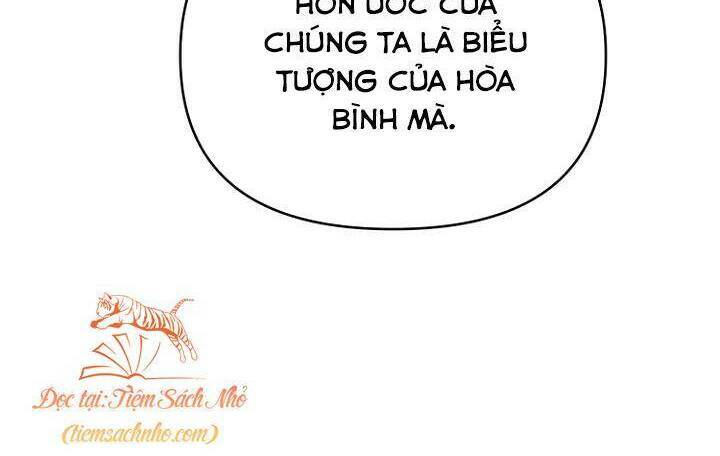 HÔN ƯỚC CỦA
CHÚNG TA LÀ BIỂU
TƯỢNG CỦA HÒA
BÌNH MÀ.
Đọc tại: Tiệm Sách Nhỏ
(tiemsachnho.com)